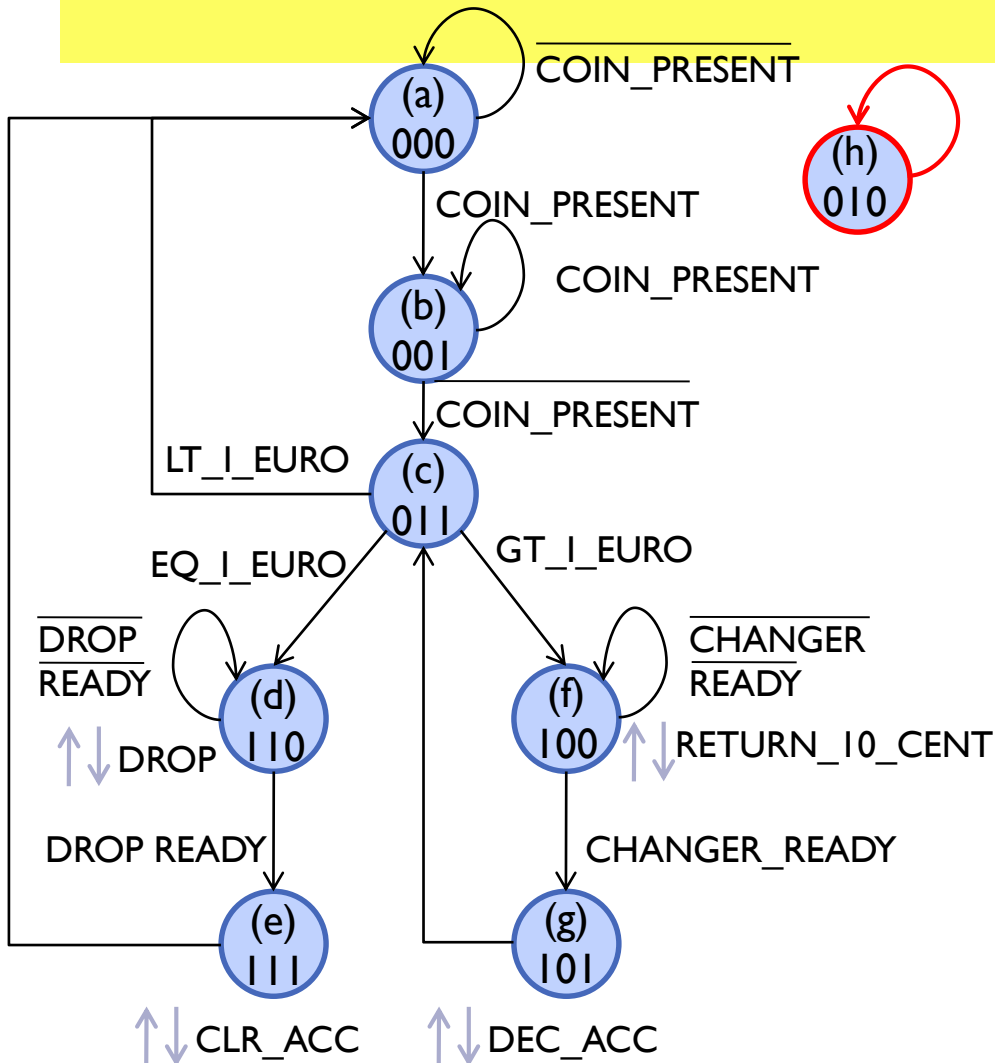 COIN_PRESENT
(a)
000
(h)
010
COIN_PRESENT
COIN_PRESENT
(b)
001
COIN_PRESENT
LT_1_EURO
(c)
011
EQ_1_EURO
GT_1_EURO
DROP
READY
CHANGER
READY
(d)
110
(f)
100
DROP
RETURN_10_CENT
DROP READY
CHANGER_READY
(e)
111
(g)
101
CLR_ACC
DEC_ACC